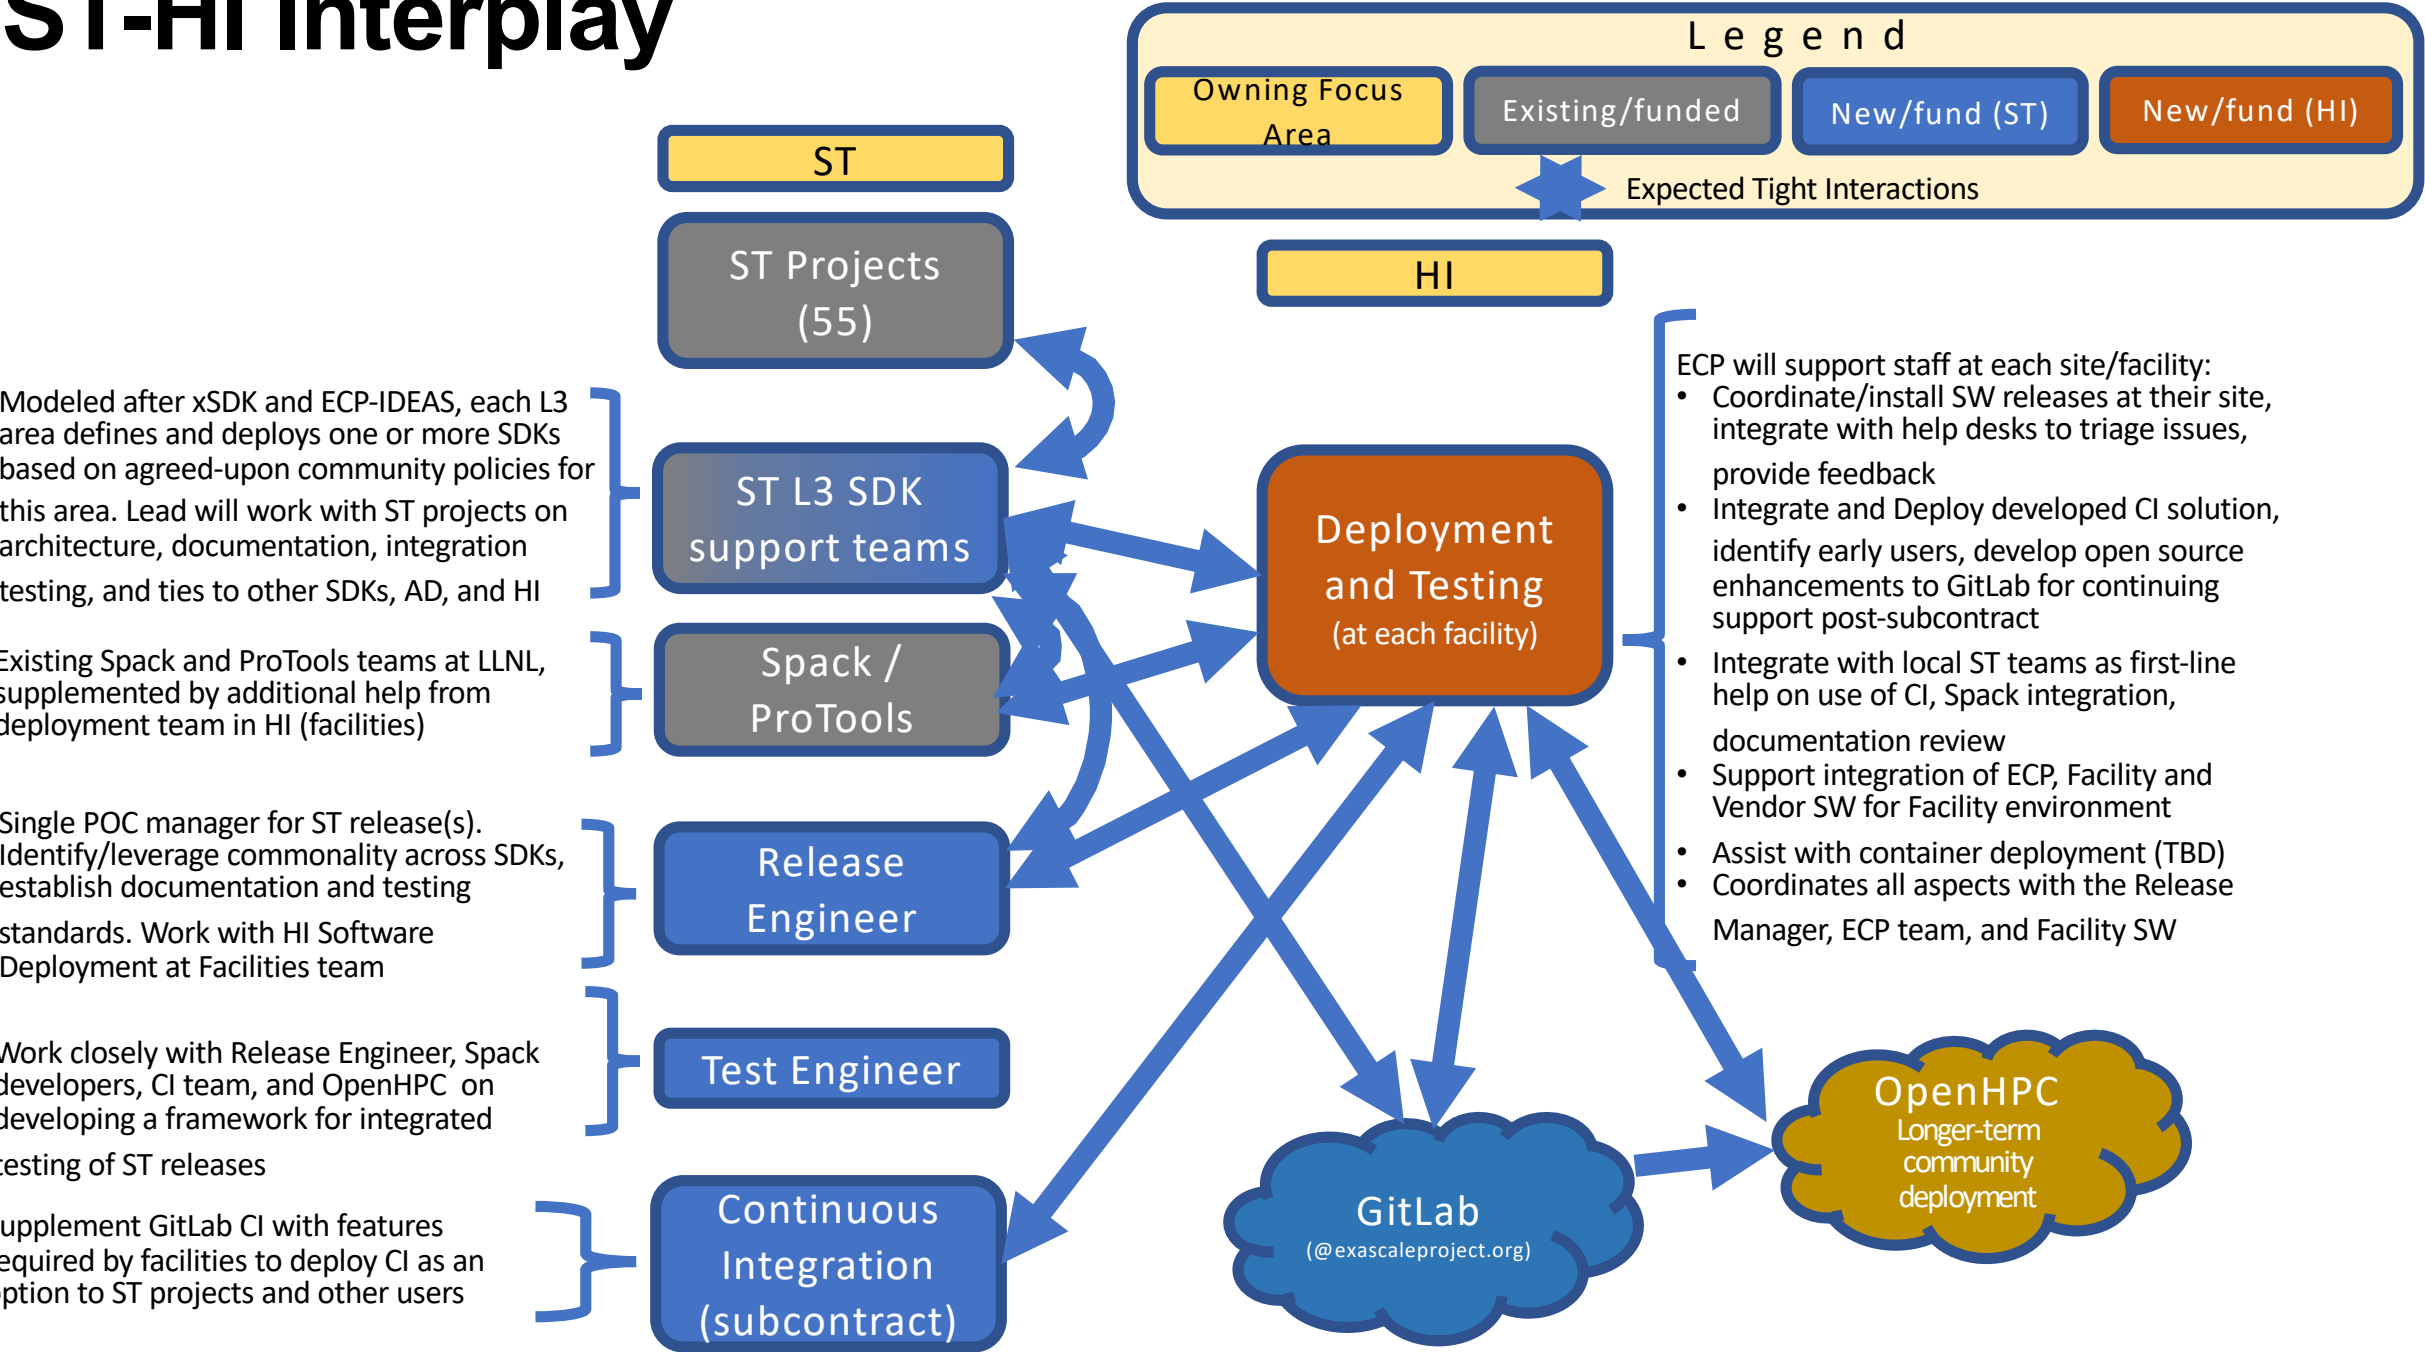 ST-HI Interplay
Legend
Owning Focus
Area
Existing/funded
New/fund (ST)
New/fund (HI)
Expected Tight Interactions
ST
ST Projects
(55)
ST L3 SDK
support teams
Spack /
ProTools
Release
Engineer
Test Engineer
Continuous
Integration
(subcontract)
Modeled after xSDK and ECP-IDEAS, each L3
area defines and deploys one or more SDKs
based on agreed-upon community policies for
this area. Lead will work with ST projects on
architecture, documentation, integration
testing, and ties to other SDKs, AD, and HI
Existing Spack and ProTools teams at LLNL,
supplemented by additional help from
deployment team in HI (facilities)
Single POC manager for ST release(s).
Identify/leverage commonality across SDKs,
establish documentation and testing
standards. Work with HI Software
Deployment at Facilities team
Work closely with Release Engineer, Spack
developers, CI team, and OpenHPC on
developing a framework for integrated
testing of ST releases
upplement GitLab CI with features
equired by facilities to deploy CI as an
option to ST projects and other users
HI
Deployment
and Testing
(at each facility)
ECP will support staff at each site/facility:
• Coordinate/install SW releases at their site,
integrate with help desks to triage issues,
provide feedback
• Integrate and Deploy developed CI solution,
identify early users, develop open source
enhancements to GitLab for continuing
support post-subcontract
• Integrate with local ST teams as first-line
help on use of CI, Spack integration,
documentation review
• Support integration of ECP, Facility and
Vendor SW for Facility environment
• Assist with container deployment (TBD)
• Coordinates all aspects with the Release
Manager, ECP team, and Facility SW
GitLab
(@exascaleproject.org)
OpenHPC
Longer-term
community
deployment